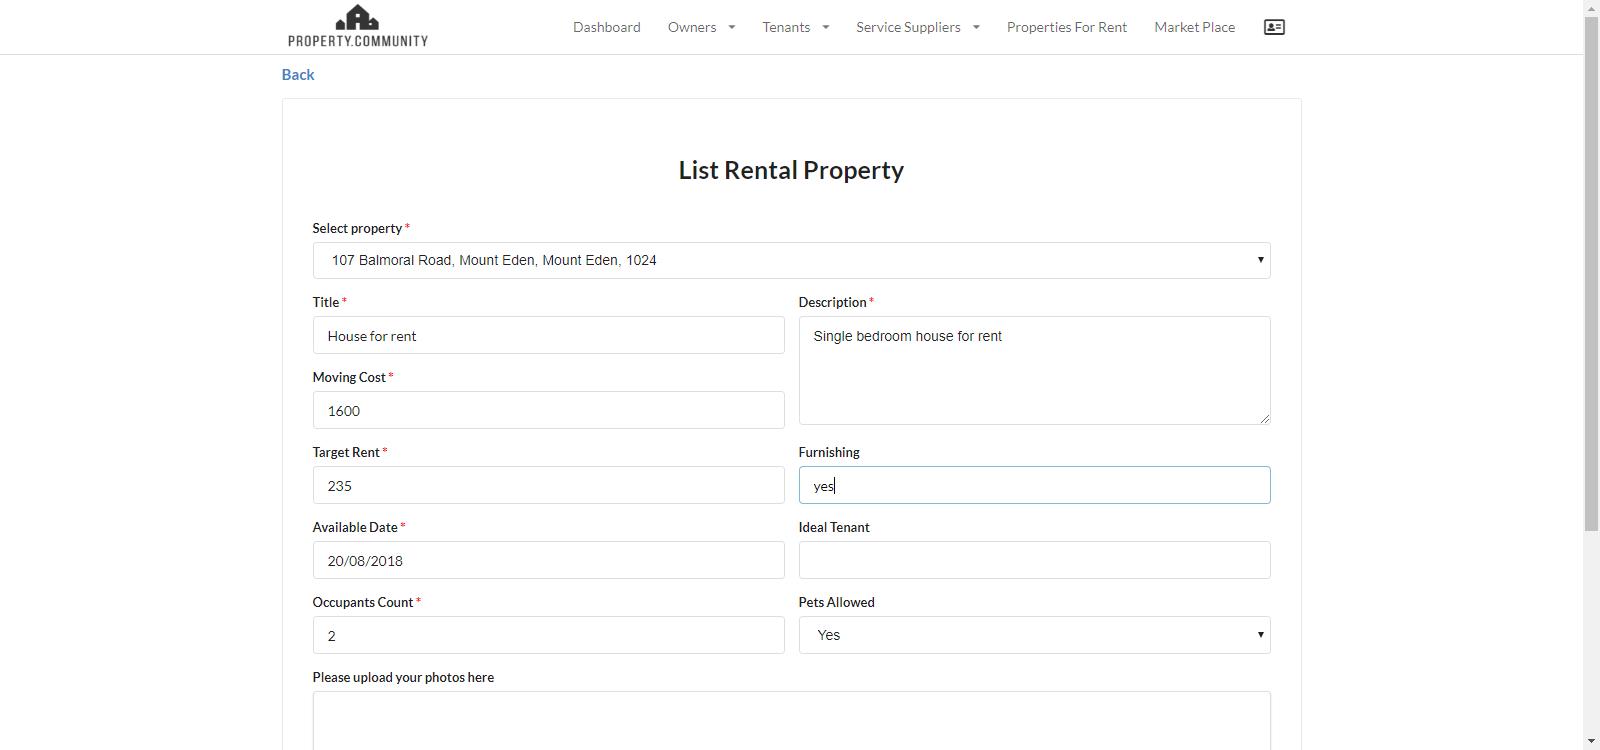 PROPERTY.COMMUNITY
Dashboard Owners Tenants Service Suppliers Properties For Rent Market Place
Back
List Rental Property
Select property *
107 Balmoral Road, Mount Eden, Mount Eden, 1024
Title * Description *
House for rent Single bedroom house for rent
Moving Cost *
1600
Target Rent * Furnishing
235 yes
Available Date * Ideal Tenant
20/08/2018
Occupants Count * Pets Allowed
2 Yes
Please upload your photos here